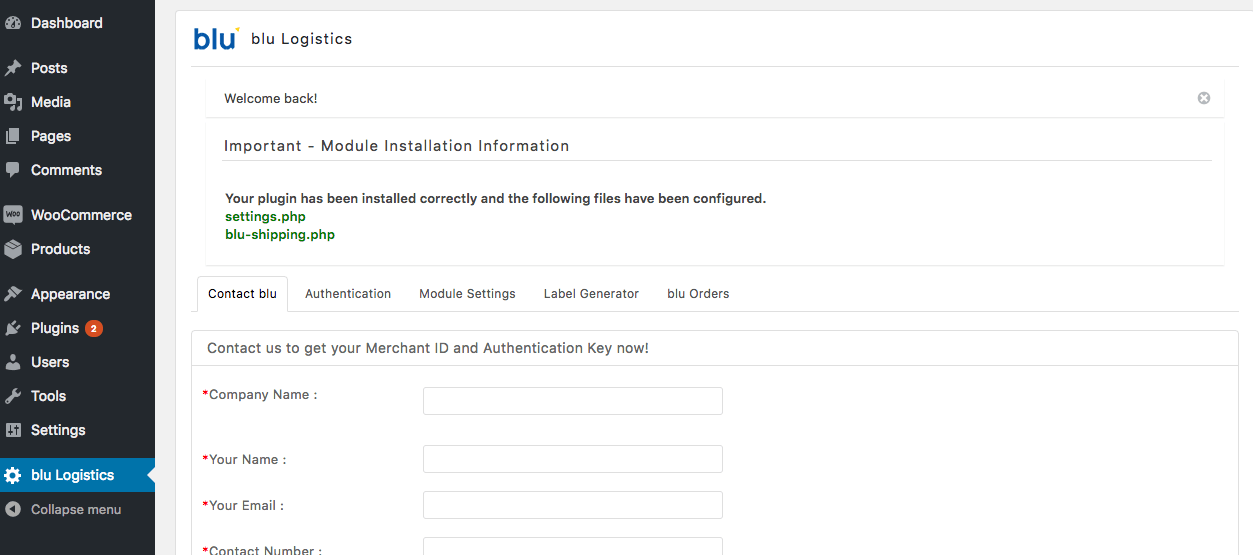 Dashboard
Posts
Media
Pages
Comments
WOO WooCommerce
Products
Appearance
Plugins 2
Users
Tools
Settings
blu Logistics
Collapse menu
blu blu Logistics
Welcome back!
Important - Module Installation Information
Your plugin has been installed correctly and the following files have been configured.
settings.php
blu-shipping.php
Contact blu Authentication Module Settings Label Generator blu Orders
Contact us to get your Merchant ID and Authentication Key now!
*Company Name :
*Your Name :
*Your Email :
*Contact Number :